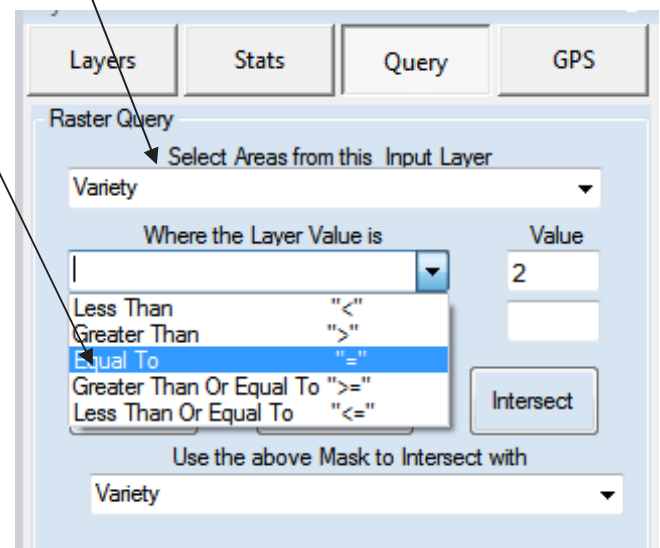 Layers Stats Query GPS
Raster Query
Select Areas from this Input Layer
Variety
Where the Layer Value is Value
2
Less Than "<"
Greater Than ">"
Equal To "="
Greater Than Or Equal To ">="
Less Than Or Equal To "<="
Intersect
Use the above Mask to Intersect with
Variety